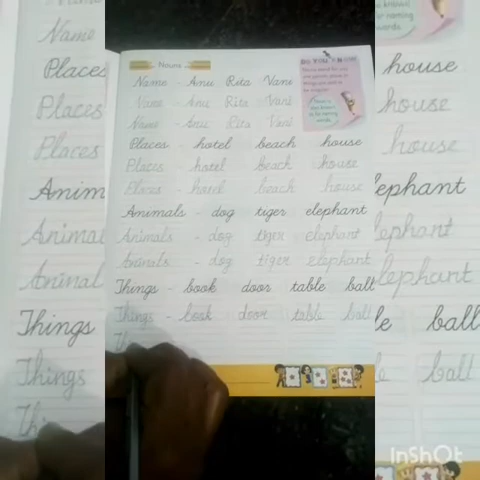 Nouns
DO YOU KNOW
Name - Anu Rita Vani
Name - Anu Rita Vani
Name - Anu Rita Vani
Places - hotel beach house
Places hotel beach house
Places - hotel beach house
Animals - dog tiger elephant
Animals - dog tiger elephant
Animals - dog tiger elephant
Things - book door table ball
Things - book door table ball
Th
InShOt